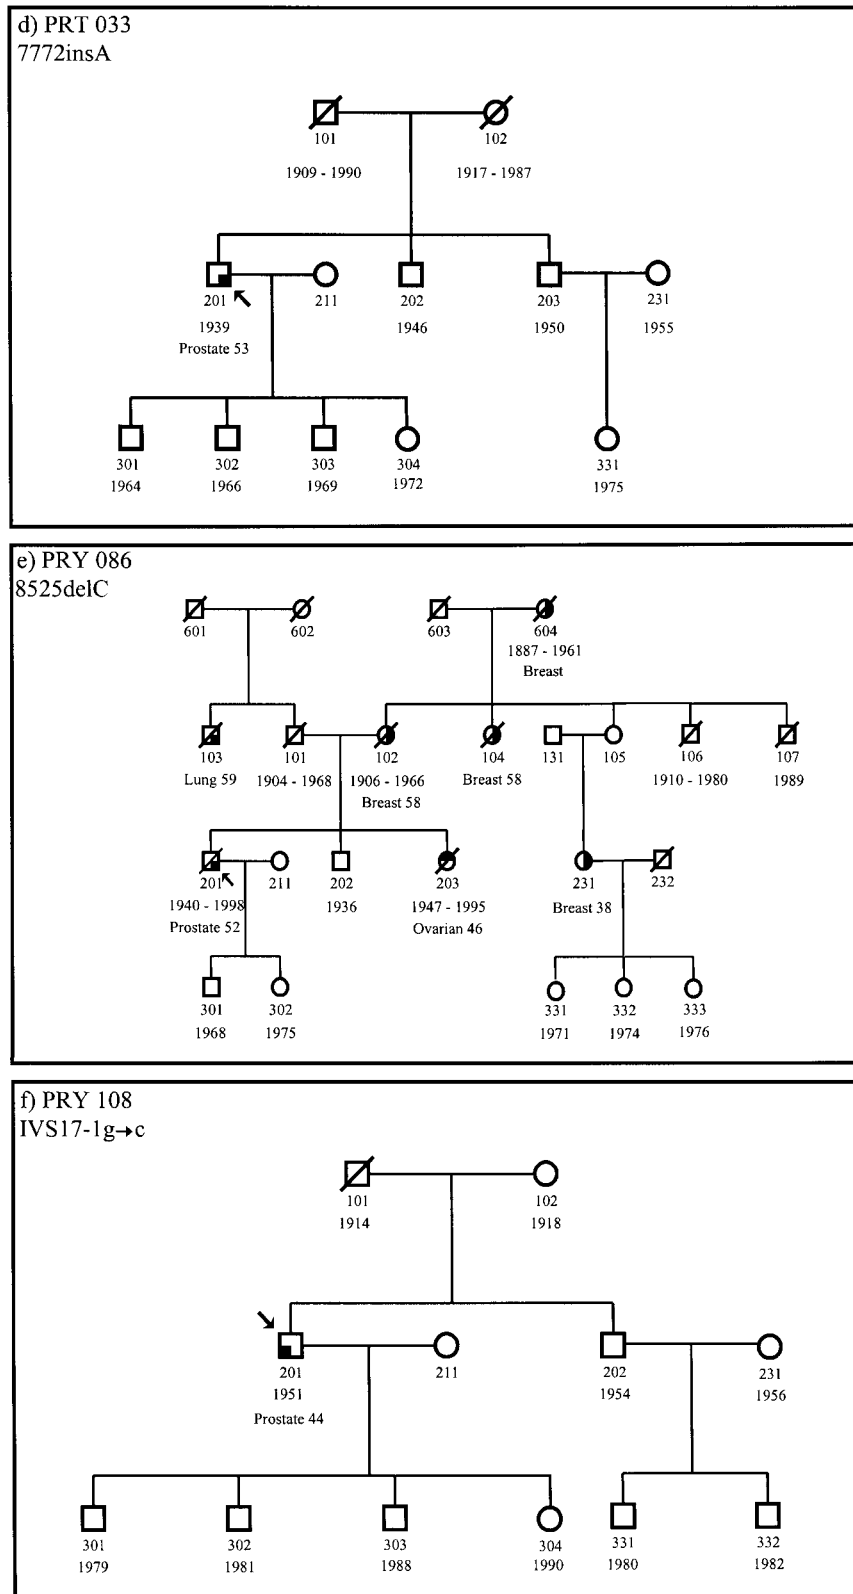 d) PRT 033
7772insA
101 102
1909 - 1990 1917 - 1987
201 211 202 203 231
1939 1946 1950 1955
Prostate 53
301 302 303 304 331
1964 1966 1969 1972 1975
e) PRY 086
8525delC
601 602 603 604
1887 - 1961
Breast
103 101 102 104 131 105 106 107
Lung 59 1904 - 1968 1906 - 1966 Breast 58 1910 - 1980 1989
Breast 58
201 211 202 203 231 232
1940 - 1998 1936 1947 - 1995 Breast 38
Prostate 52 Ovarian 46
301 302 331 332 333
1968 1975 1971 1974 1976
f) PRY 108
IVS17-1g→c
101 102
1914 1918
201 211 202 231
1951 1954 1956
Prostate 44
301 302 303 304 331 332
1979 1981 1988 1990 1980 1982